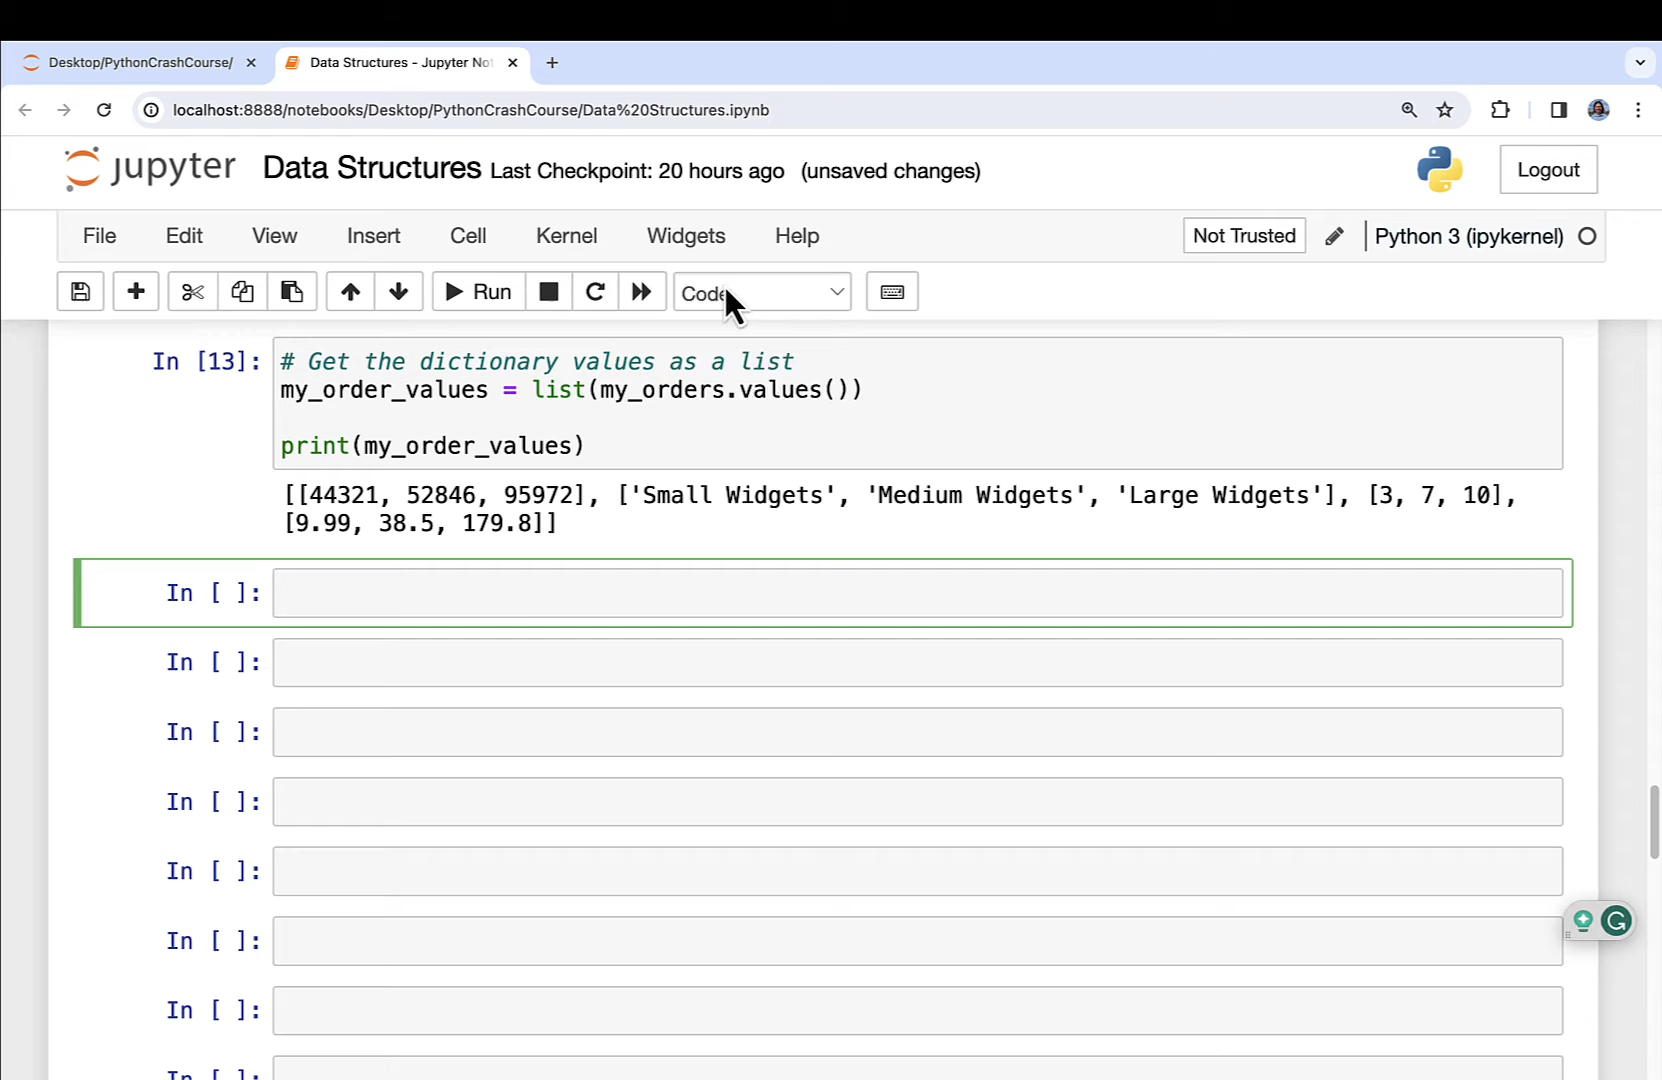 Desktop/PythonCrashCourse/
Data Structures - Jupyter Not
localhost:8888/notebooks/Desktop/PythonCrashCourse/Data%20Structures.ipynb
jupyter Data Structures Last Checkpoint: 20 hours ago (unsaved changes)
Logout
File Edit View Insert Cell Kernel Widgets Help
Not Trusted
Python 3 (ipykernel)
Run
Code
In [13]:
# Get the dictionary values as a list
my_order_values = list(my_orders.values())
print(my_order_values)
[[44321, 52846, 95972], ['Small Widgets', 'Medium Widgets', 'Large Widgets'], [3, 7, 10],
[9.99, 38.5, 179.8]]
In [ ]:
In [ ]:
In [ ]:
In [ ]:
In [ ]:
In [ ]:
In [ ]:
In [ ]: